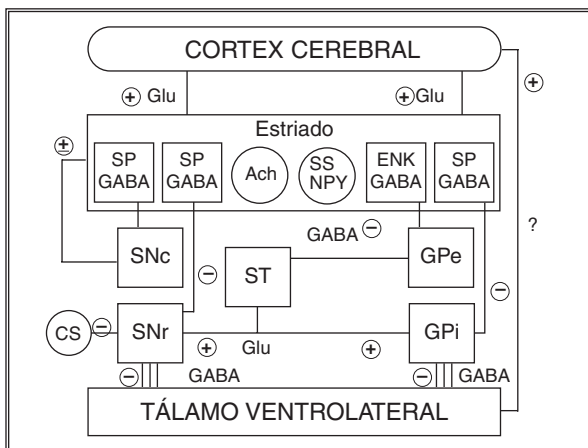 CORTEX CEREBRAL
+ Glu
+ Glu
+
Estriado
±
SP
GABA
SP
GABA
Ach
SS
NPY
ENK
GABA
SP
GABA
GABA −
?
SNc
−
ST
GPe
−
CS
−
SNr
+
Glu
+
GPi
−
GABA
−
GABA
TÁLAMO VENTROLATERAL